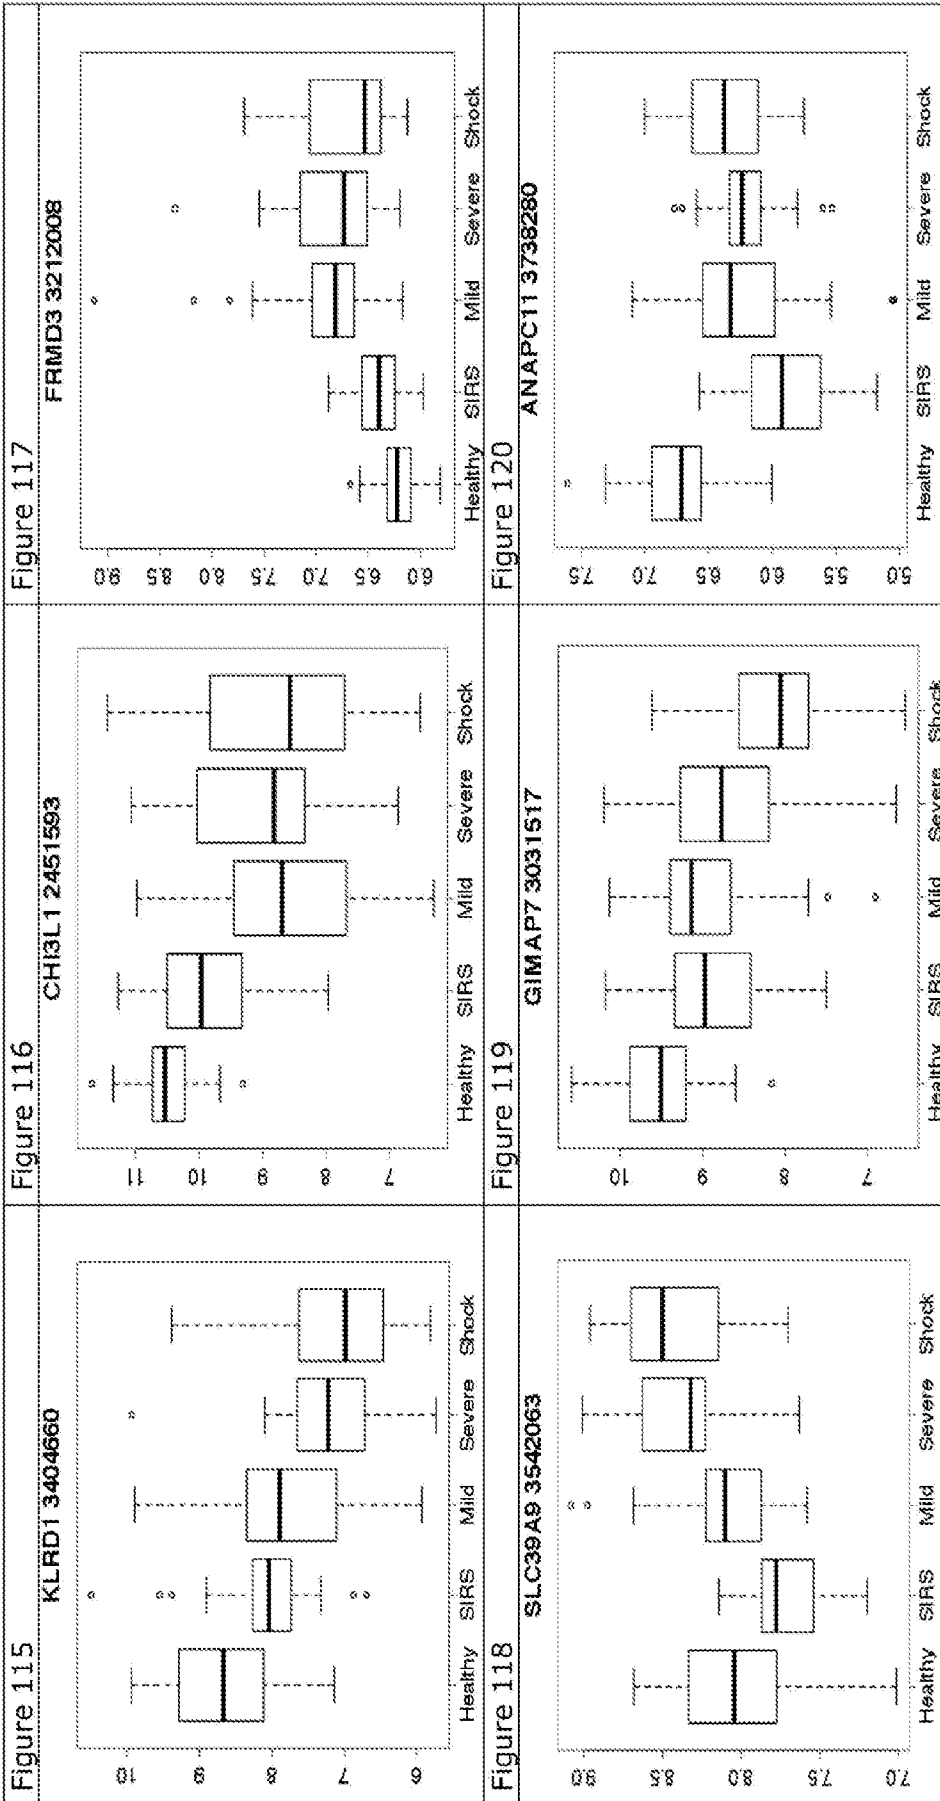 Figure 115
KLRD1 3404660
10
9
8
7
6
Healthy SIRS Mild Severe Shock
Figure 116
CHI3L1 2451593
11
10
9
8
7
Healthy SIRS Mild Severe Shock
Figure 117
FRMD3 3212008
9.0
8.5
8.0
7.5
7.0
6.5
6.0
Healthy SIRS Mild Severe Shock
Figure 118
SLC39A9 3542063
9.0
8.5
8.0
7.5
7.0
Healthy SIRS Mild Severe Shock
Figure 119
GIMAP7 3031517
10
9
8
7
Healthy SIRS Mild Severe Shock
Figure 120
ANAPC11 3738280
7.5
7.0
6.5
6.0
5.5
5.0
Healthy SIRS Mild Severe Shock